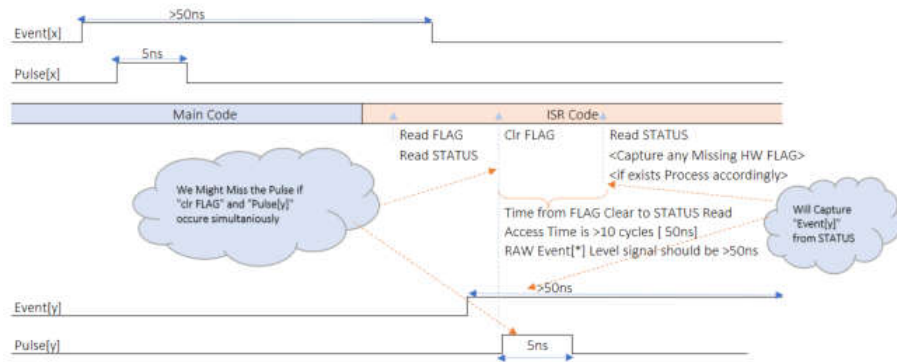 >50ns
Event[x]
5ns
Pulse[x]
Main Code
ISR Code
Read FLAG
Read STATUS
Clr FLAG
Read STATUS
<Capture any Missing HW FLAG>
<if exists Process accordingly>
We Might Miss the Pulse if
"clr FLAG" and "Pulse[y]"
occure simultaniously
Time from FLAG Clear to STATUS Read
Access Time is >10 cycles [ 50ns]
RAW Event[*] Level signal should be >50ns
Will Capture
"Event[y]"
from STATUS
>50ns
Event[y]
5ns
Pulse[y]